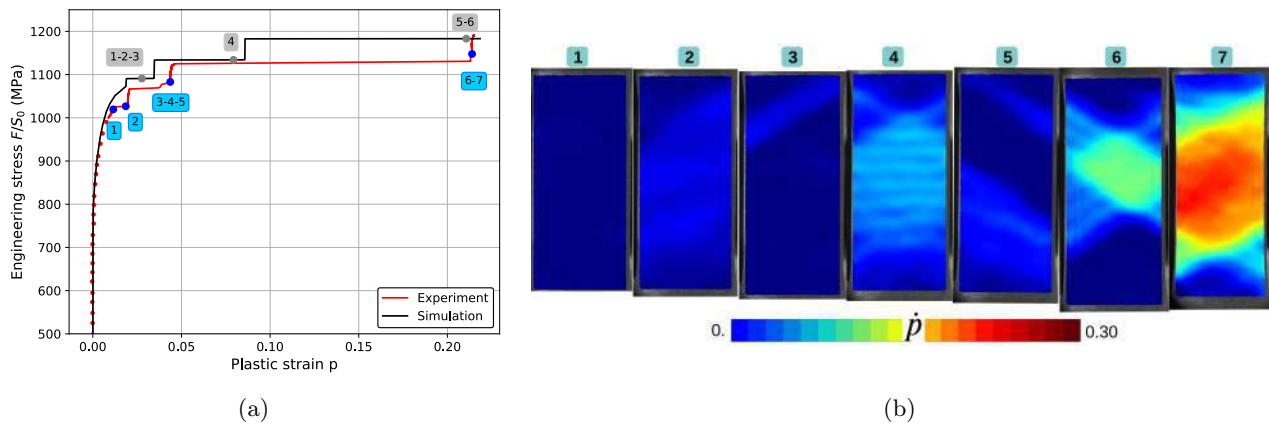 Engineering stress F/S₀ (MPa)
1200
1100
1000
900
800
700
600
500
1-2-3
4
5-6
1
2
3-4-5
6-7
Experiment
Simulation
0.00 0.05 0.10 0.15 0.20
Plastic strain p
(a)
1 2 3 4 5 6 7
0. ṗ 0.30
(b)